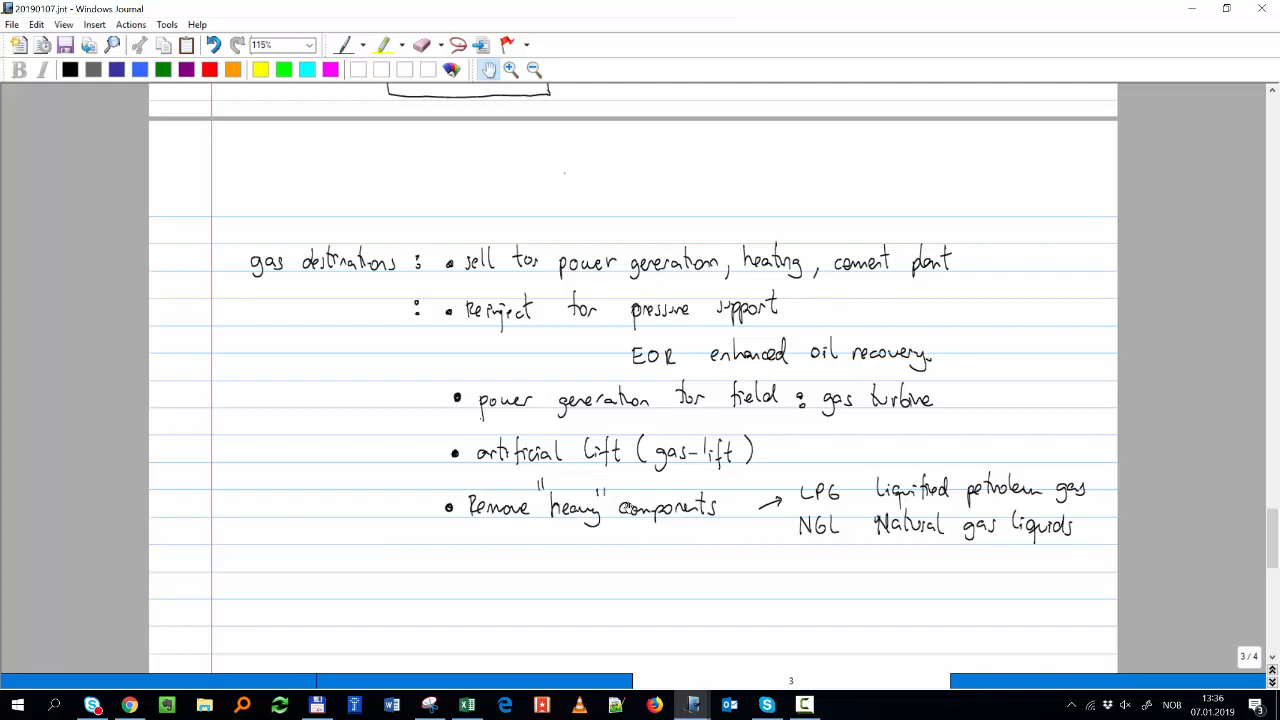 20190107.jnt - Windows Journal
File Edit View Insert Actions Tools Help
115%
B I
gas destinations : • sell for power generation, heating, cement plant
: • Reinject for pressure support
EOR enhanced oil recovery
• power generation for field : gas turbine
• artificial lift (gas-lift)
• Remove "heavy" components → LPG liquified petroleum gas
NGL Natural gas liquids
3 / 4
3
NOB
13:36
07.01.2019